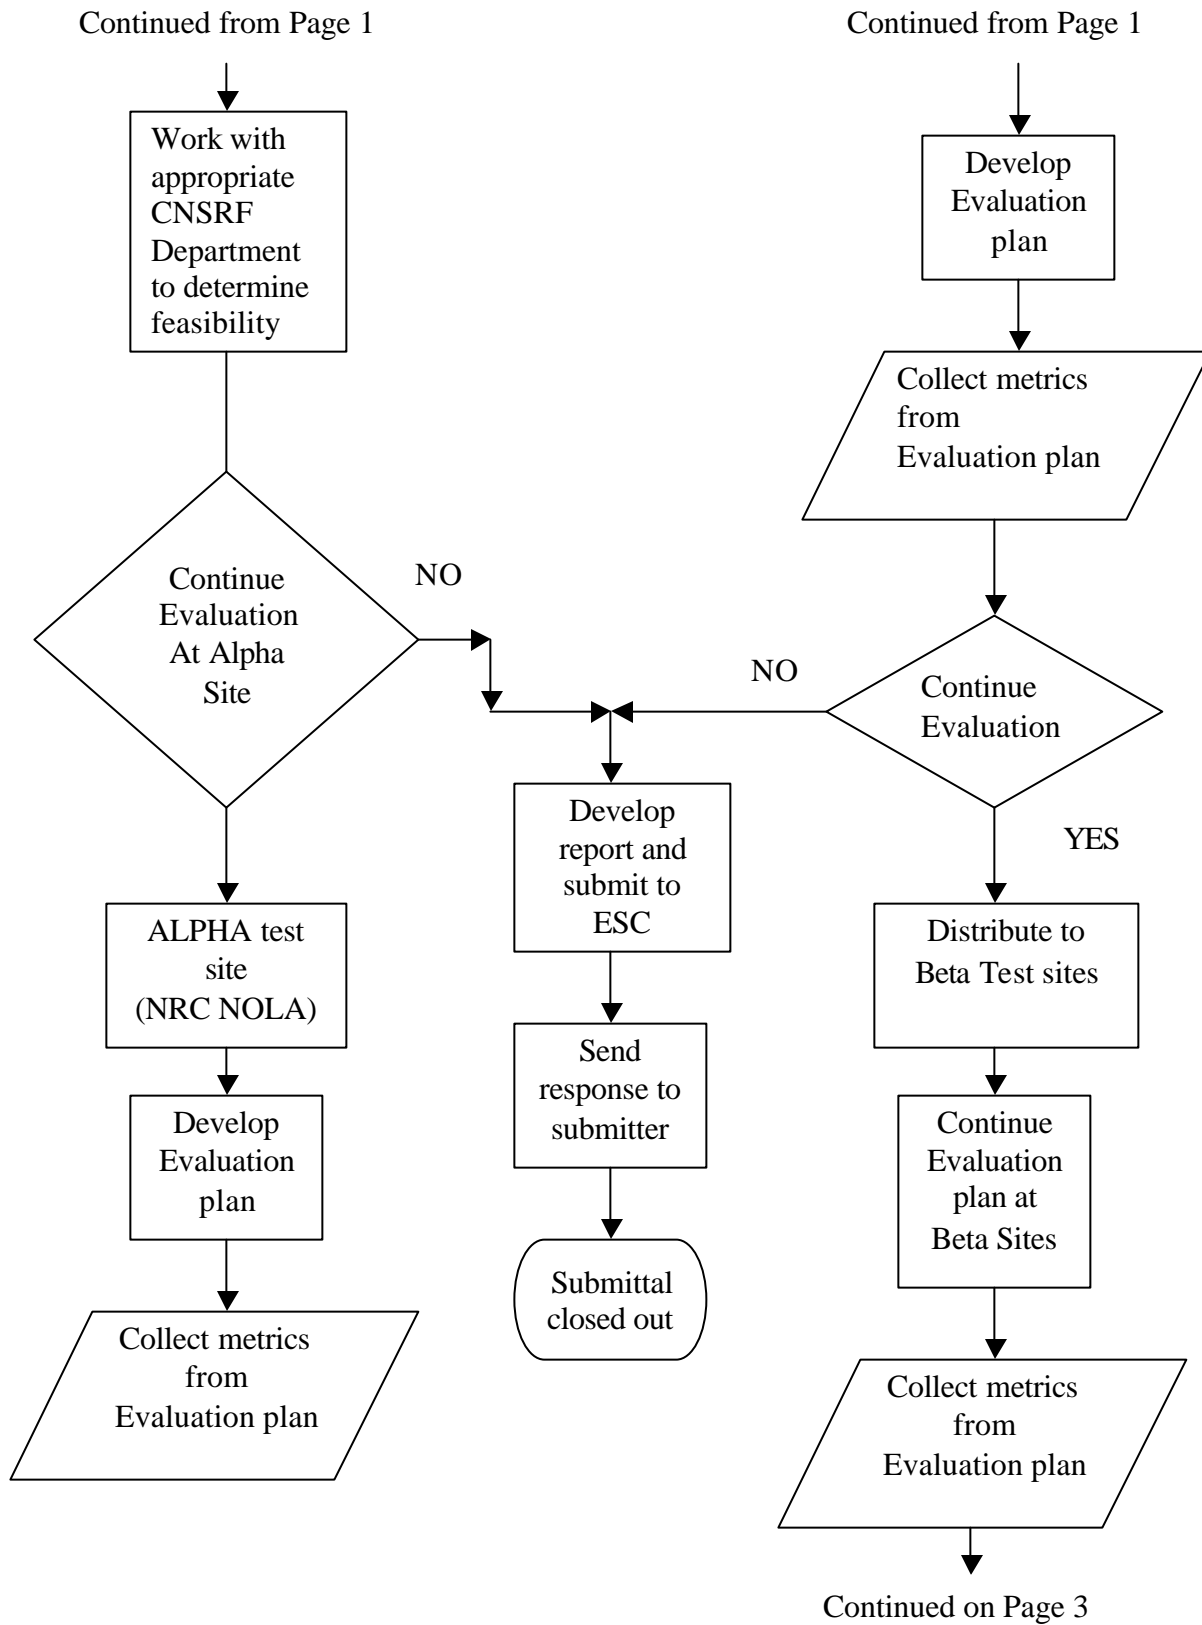 Continued from Page 1
Work with
appropriate
CNSRF
Department
to determine
feasibility
Continue
Evaluation
At Alpha
Site
NO
ALPHA test
site
(NRC NOLA)
Develop
Evaluation
plan
Collect metrics
from
Evaluation plan
Develop
report and
submit to
ESC
Send
response to
submitter
Submittal
closed out
Continued from Page 1
Develop
Evaluation
plan
Collect metrics
from
Evaluation plan
NO
Continue
Evaluation
YES
Distribute to
Beta Test sites
Continue
Evaluation
plan at
Beta Sites
Collect metrics
from
Evaluation plan
Continued on Page 3